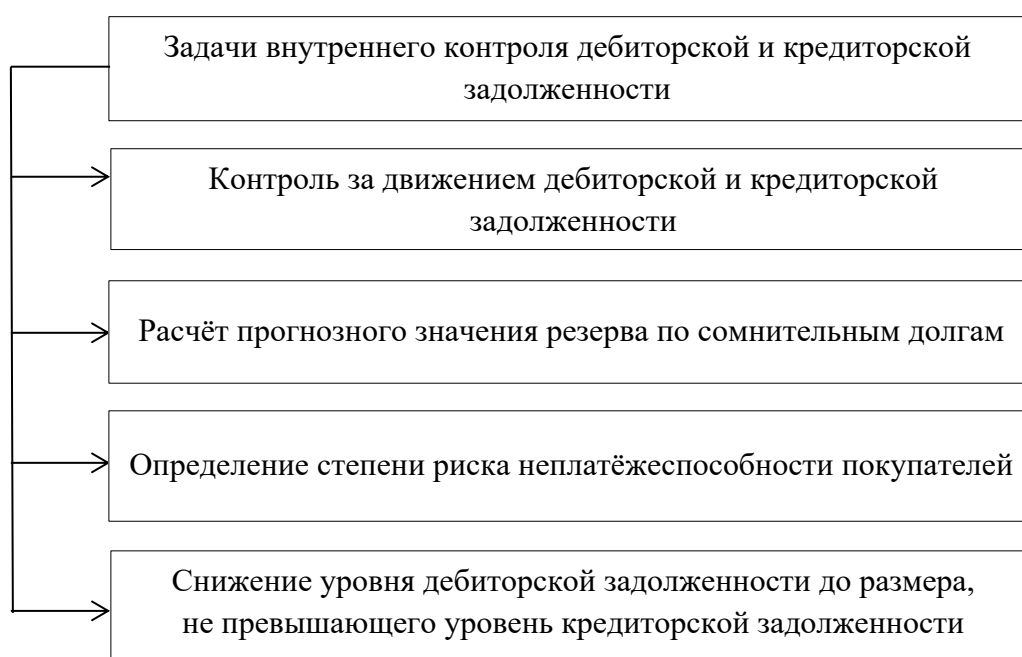 Задачи внутреннего контроля дебиторской и кредиторской
задолженности
Контроль за движением дебиторской и кредиторской
задолженности
Расчёт прогнозного значения резерва по сомнительным долгам
Определение степени риска неплатёжеспособности покупателей
Снижение уровня дебиторской задолженности до размера,
не превышающего уровень кредиторской задолженности